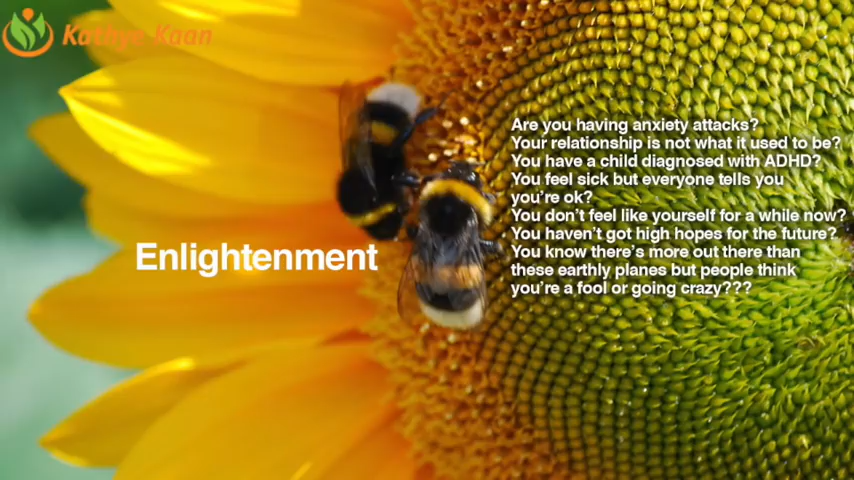 Kathye Kaan
Enlightenment
Are you having anxiety attacks?
Your relationship is not what it used to be?
You have a child diagnosed with ADHD?
You feel sick but everyone tells you
you're ok?
You don't feel like yourself for a while now?
You haven't got high hopes for the future?
You know there's more out there than
these earthly planes but people think
you're a fool or going crazy???